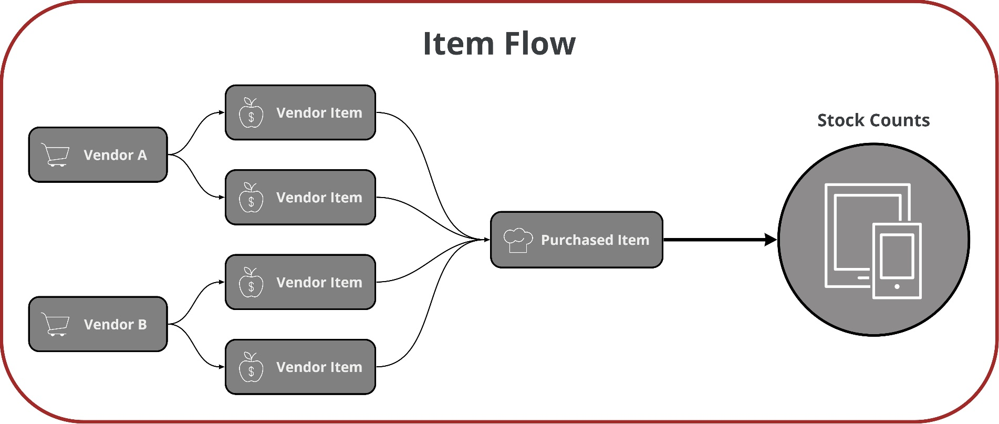 Item Flow
Vendor A
Vendor Item
$
Vendor Item
$
Vendor B
Vendor Item
$
Vendor Item
$
Purchased Item
Stock Counts